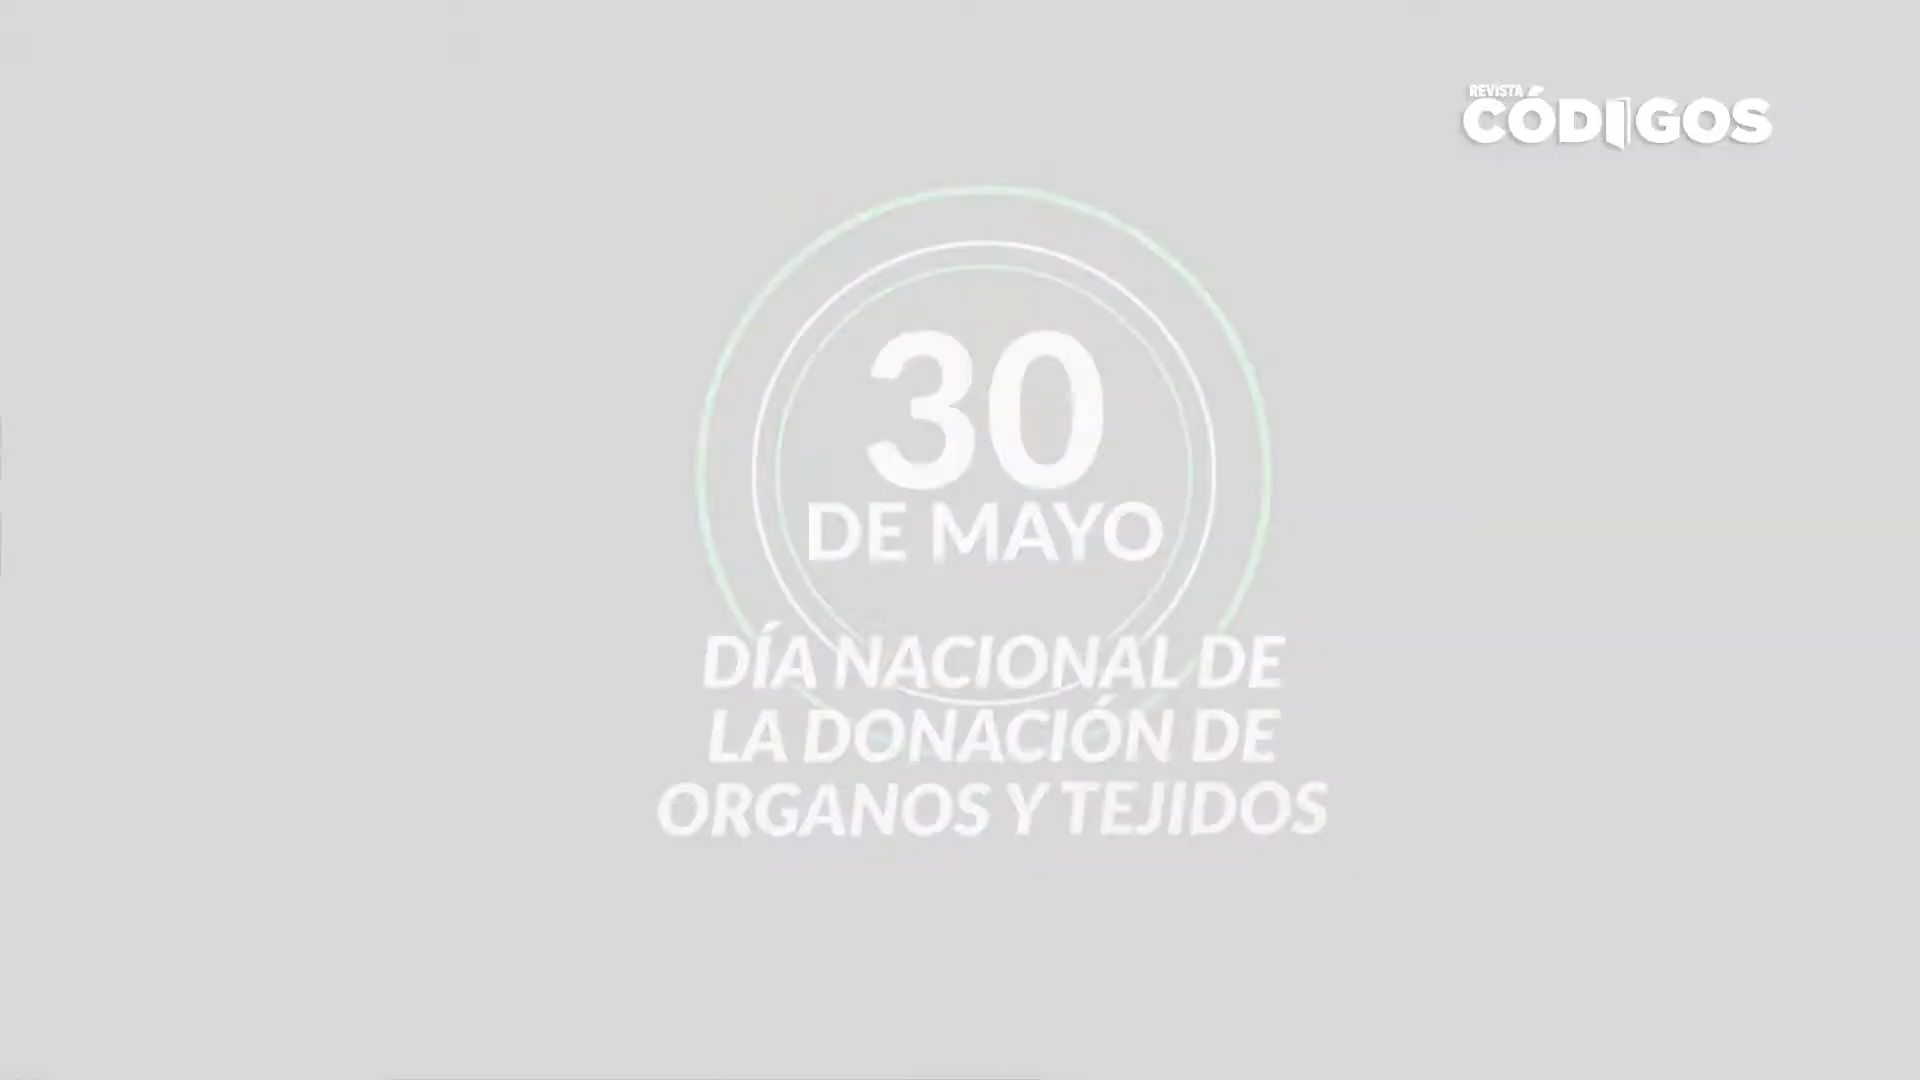 REVISTA
CÓDIGOS
30
DE MAYO
DÍA NACIONAL DE
LA DONACIÓN DE
ORGANOS Y TEJIDOS